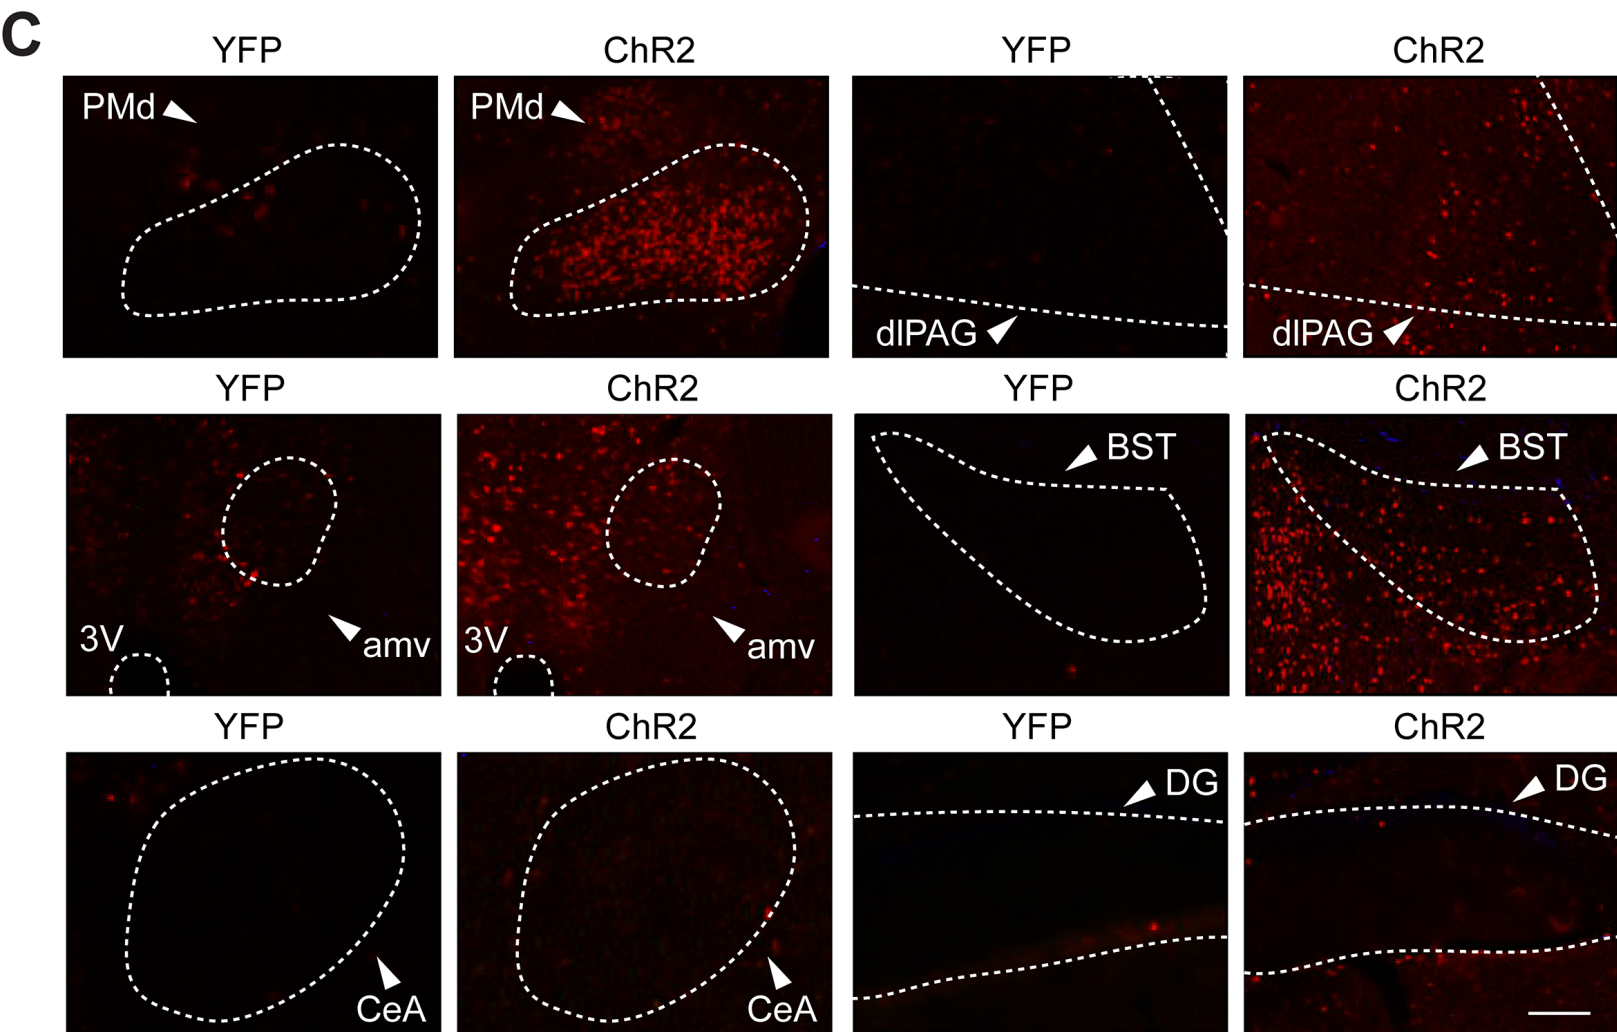 C
YFP ChR2 YFP ChR2
PMd PMd
dlPAG dlPAG
YFP ChR2 YFP ChR2
BST BST
3V amv 3V amv
YFP ChR2 YFP ChR2
DG DG
CeA CeA